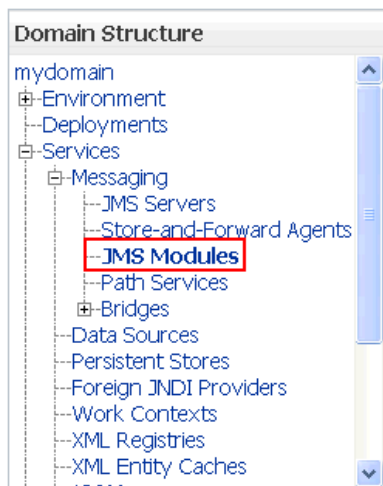 Domain Structure
mydomain
Environment
Deployments
Services
Messaging
JMS Servers
Store-and-Forward Agents
JMS Modules
Path Services
Bridges
Data Sources
Persistent Stores
Foreign JNDI Providers
Work Contexts
XML Registries
XML Entity Caches